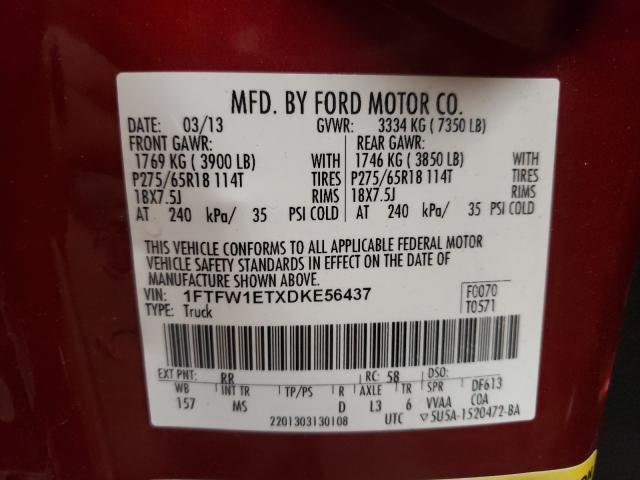 MFD. BY FORD MOTOR CO.
DATE: 03/13 GVWR: 3334 KG ( 7350 LB)
FRONT GAWR: REAR GAWR:
1769 KG ( 3900 LB) WITH 1746 KG ( 3850 LB) WITH
P275/65R18 114T TIRES P275/65R18 114T TIRES
18X7.5J RIMS 18X7.5J RIMS
AT 240 kPa/ 35 PSI COLD AT 240 kPa/ 35 PSI COLD
THIS VEHICLE CONFORMS TO ALL APPLICABLE FEDERAL MOTOR
VEHICLE SAFETY STANDARDS IN EFFECT ON THE DATE OF
MANUFACTURE SHOWN ABOVE.
VIN: 1FTFW1ETXDKE56437 F0070
TYPE: Truck T0571
EXT PNT: RR RC: 58 DSO:
WB TP/PS R AXLE TR SPR DF613
157 MS D L3 6 VVAA COA
2201303130108 UTC ▽5U5A-1520472-BA